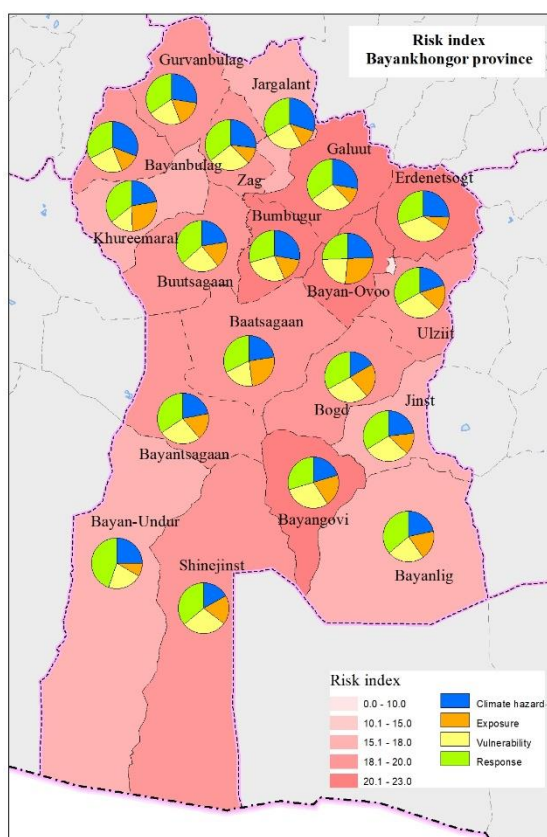 Risk index
Bayankhongor province
Gurvanbulag
Jargalant
Galuut
Erdenetsogt
Bayanbulag
Zag
Bumbugur
Khureemaral
Buutsagaan
Bayan-Ovoo
Ulziit
Baatsagaan
Bogd
Jinst
Bayantsagaan
Bayangovi
Bayan-Undur
Shinejinst
Bayanlig
Risk index
0.0 - 10.0
10.1 - 15.0
15.1 - 18.0
18.1 - 20.0
20.1 - 23.0
Climate hazard
Exposure
Vulnerability
Response